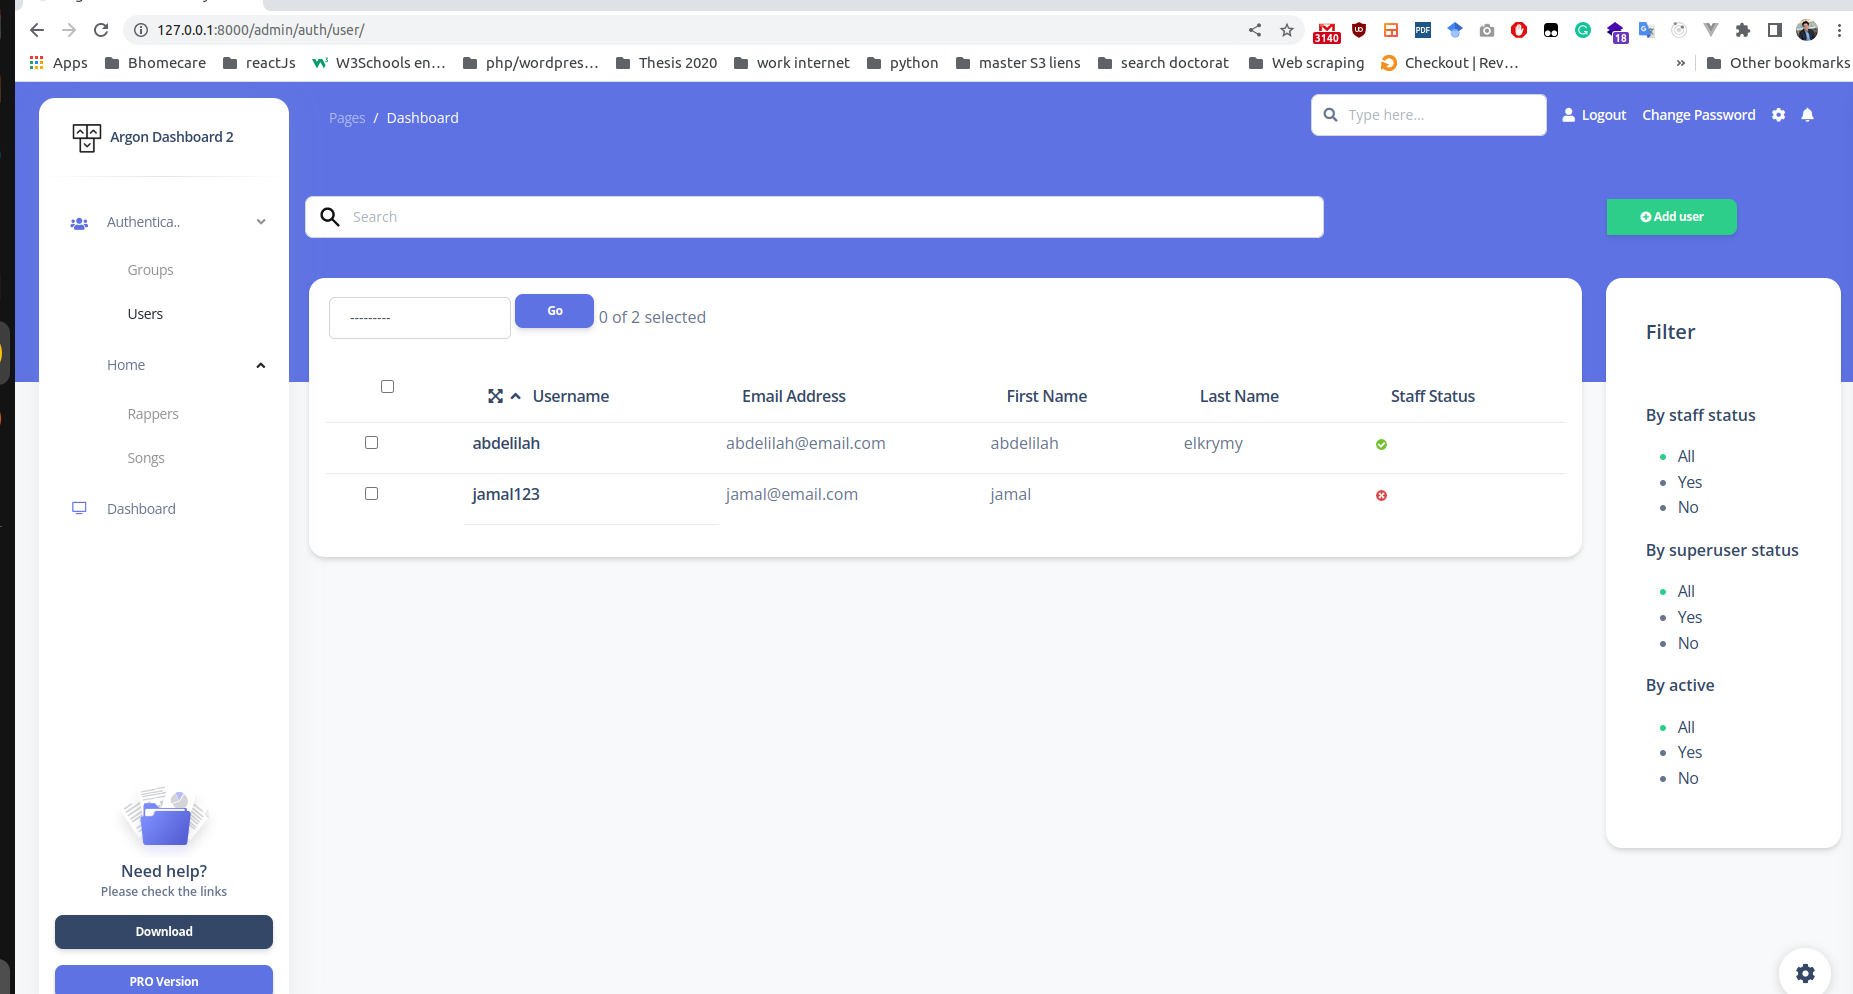 127.0.0.1:8000/admin/auth/user/
3140
PDF
18
Apps Bhomecare reactJs W3Schools en... php/wordpres... Thesis 2020 work internet python master S3 liens search doctorat Web scraping Checkout | Rev... » Other bookmarks
Argon Dashboard 2
Pages / Dashboard
Type here...
Logout
Change Password
Search
Add user
Authentica..
Groups
Users
Home
Rappers
Songs
Dashboard
---------
Go
0 of 2 selected
Username Email Address First Name Last Name Staff Status
abdelilah abdelilah@email.com abdelilah elkrymy
jamal123 jamal@email.com jamal
Filter
By staff status
All
Yes
No
By superuser status
All
Yes
No
By active
All
Yes
No
Need help?
Please check the links
Download
PRO Version